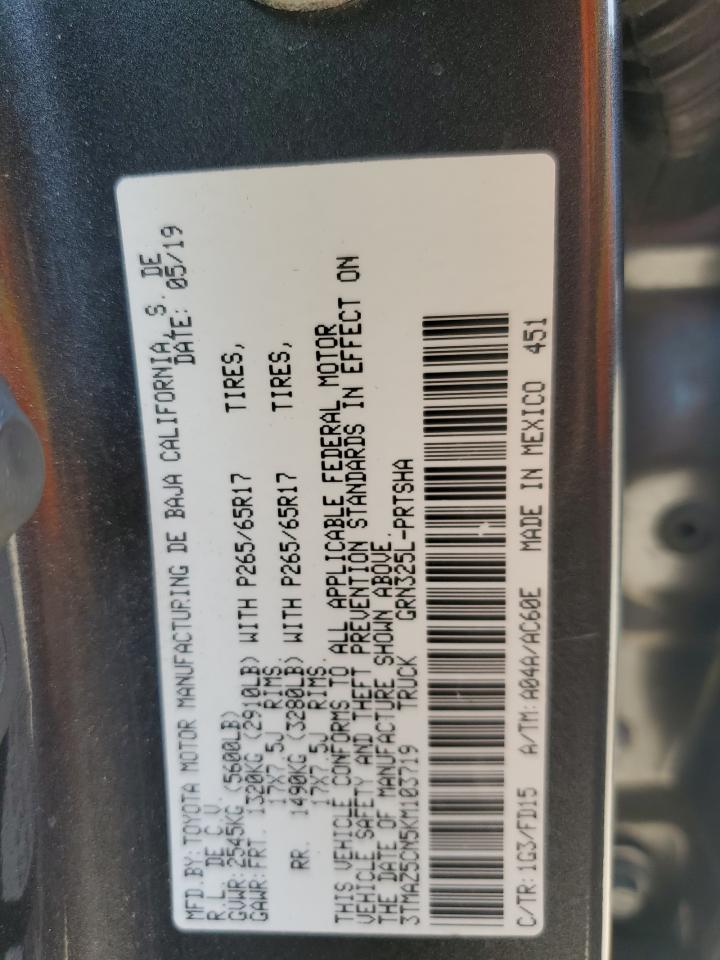 MFD.BY:TOYOTA MOTOR MANUFACTURING DE BAJA CALIFORNIA, S. DE
R.L. DE C.V. DATE: 05/19
GVWR: 2545KG (5600LB)
GAWR:FRT. 1320KG (2910LB) WITH P265/65R17 TIRES,
17X7.5J RIMS.
RR. 1490KG (3280LB) WITH P265/65R17 TIRES,
17X7.5J RIMS.
THIS VEHICLE CONFORMS TO ALL APPLICABLE FEDERAL MOTOR
VEHICLE SAFETY AND THEFT PREVENTION STANDARDS IN EFFECT ON
THE DATE OF MANUFACTURE SHOWN ABOVE.
3TMAZ5CN5KM103719 TRUCK GRN325L-PRTSHA
C/TR:1G3/FD15 A/TM:A04A/AC60E MADE IN MEXICO 451